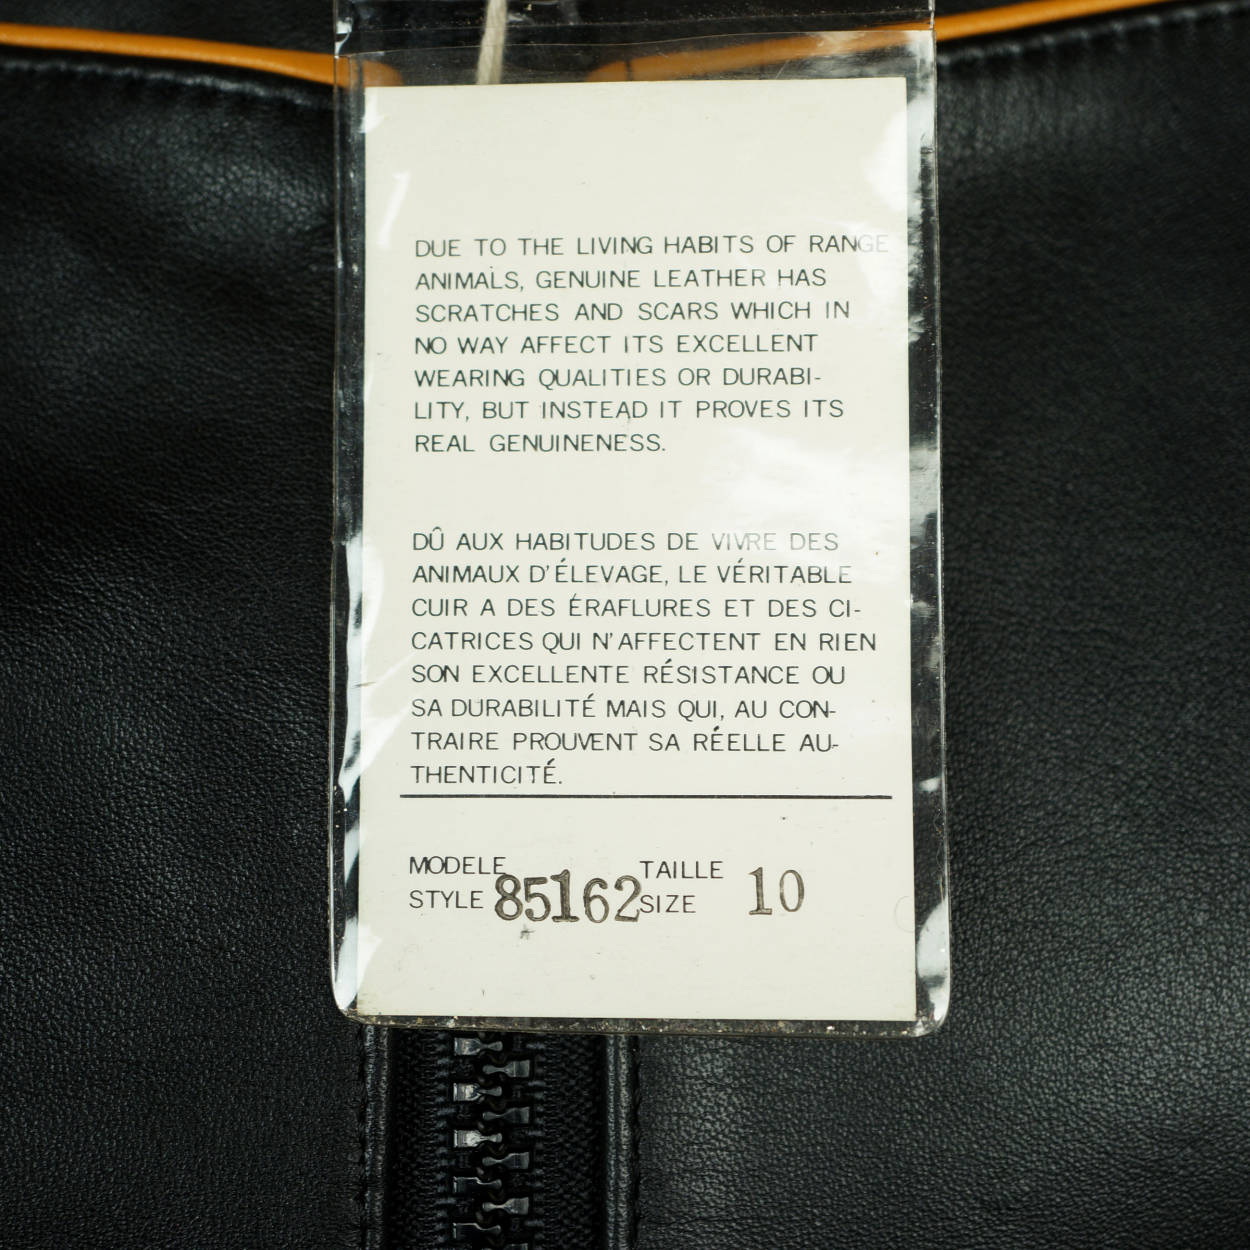 DUE TO THE LIVING HABITS OF RANGE
ANIMALS, GENUINE LEATHER HAS
SCRATCHES AND SCARS WHICH IN
NO WAY AFFECT ITS EXCELLENT
WEARING QUALITIES OR DURABI-
LITY, BUT INSTEAD IT PROVES ITS
REAL GENUINENESS.
DÛ AUX HABITUDES DE VIVRE DES
ANIMAUX D'ÉLEVAGE, LE VÉRITABLE
CUIR A DES ÉRAFLURES ET DES CI-
CATRICES QUI N'AFFECTENT EN RIEN
SON EXCELLENTE RÉSISTANCE OU
SA DURABILITÉ MAIS QUI, AU CON-
TRAIRE PROUVENT SA RÉELLE AU-
THENTICITÉ.
MODELE TAILLE
STYLE 85162 SIZE 10